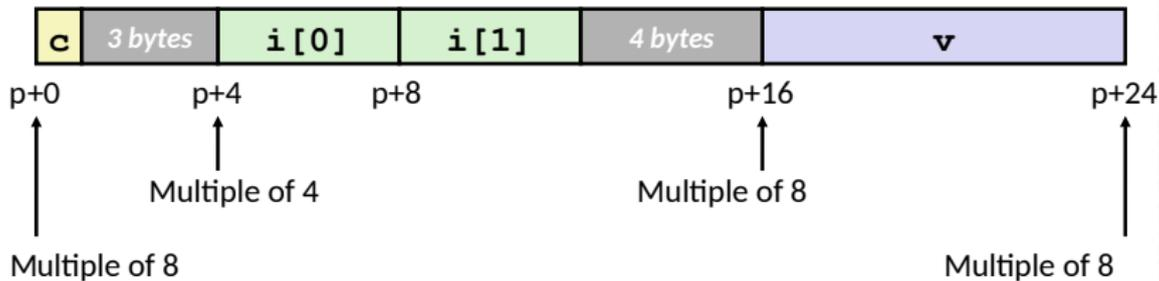 c 3 bytes i[0] i[1] 4 bytes v
p+0 p+4 p+8 p+16 p+24
Multiple of 4 Multiple of 8
Multiple of 8 Multiple of 8